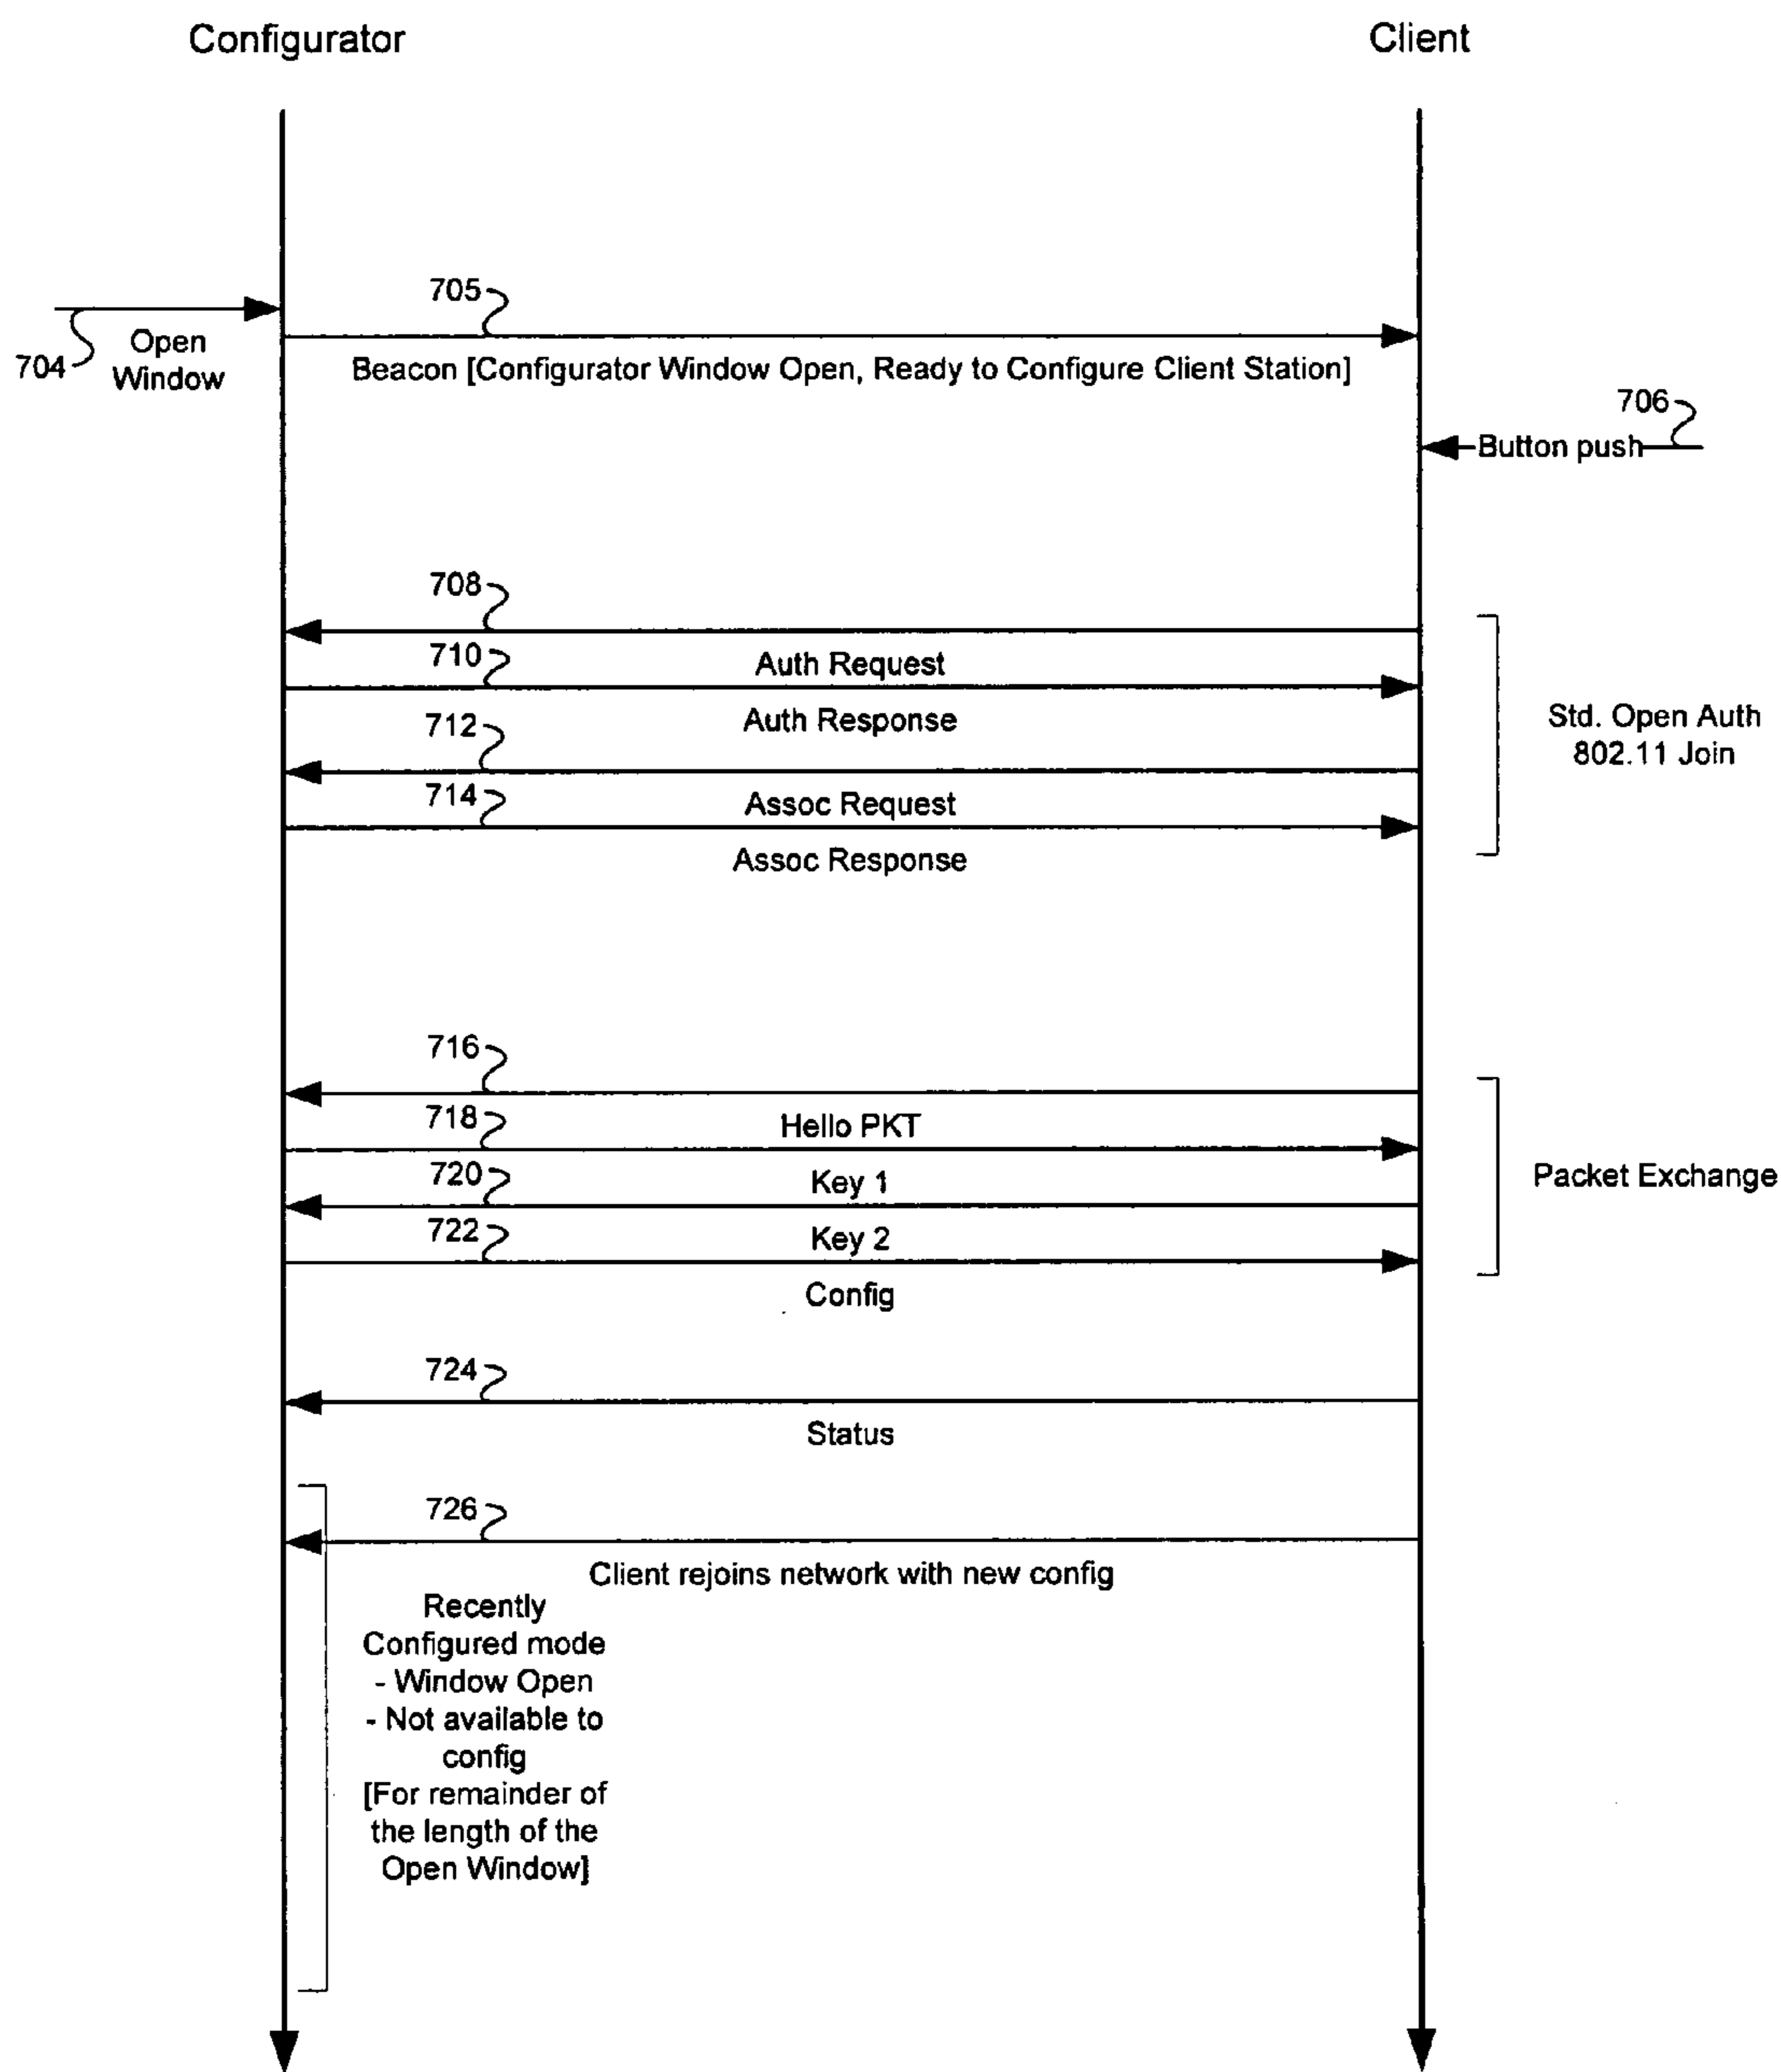 Configurator
Client
705
704
Open
Window
Beacon [Configurator Window Open, Ready to Configure Client Station]
706
Button push
708
710
Auth Request
712
Auth Response
Std. Open Auth
802.11 Join
714
Assoc Request
Assoc Response
716
718
Hello PKT
720
Key 1
Packet Exchange
722
Key 2
Config
724
Status
726
Client rejoins network with new config
Recently
Configured mode
- Window Open
- Not available to
config
[For remainder of
the length of the
Open Window]